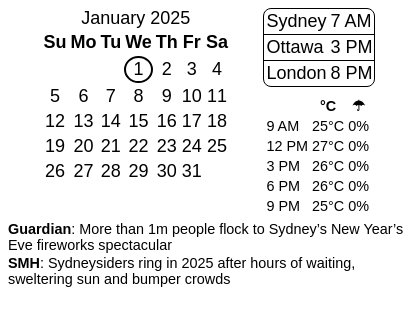 January 2025
Su Mo Tu We Th Fr Sa
1 2 3 4
5 6 7 8 9 10 11
12 13 14 15 16 17 18
19 20 21 22 23 24 25
26 27 28 29 30 31
Sydney 7 AM
Ottawa 3 PM
London 8 PM
°C ☂
9 AM 25°C 0%
12 PM 27°C 0%
3 PM 26°C 0%
6 PM 26°C 0%
9 PM 25°C 0%
Guardian: More than 1m people flock to Sydney’s New Year’s
Eve fireworks spectacular
SMH: Sydneysiders ring in 2025 after hours of waiting,
sweltering sun and bumper crowds